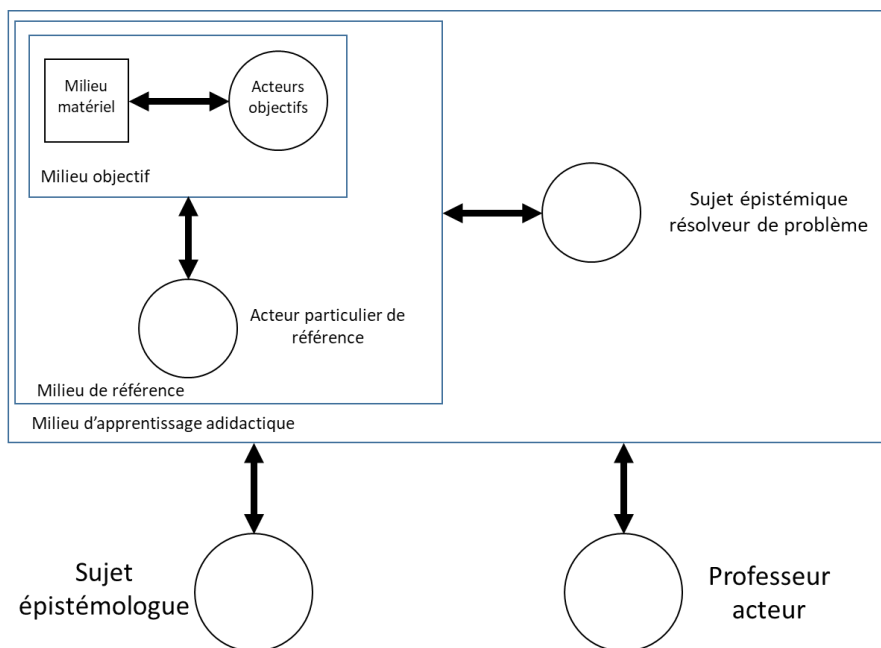 Milieu
matériel
Acteurs
objectifs
Milieu objectif
Sujet épistémique
résolveur de problème
Acteur particulier de
référence
Milieu de référence
Milieu d'apprentissage adidactique
Sujet
épistémologue
Professeur
acteur